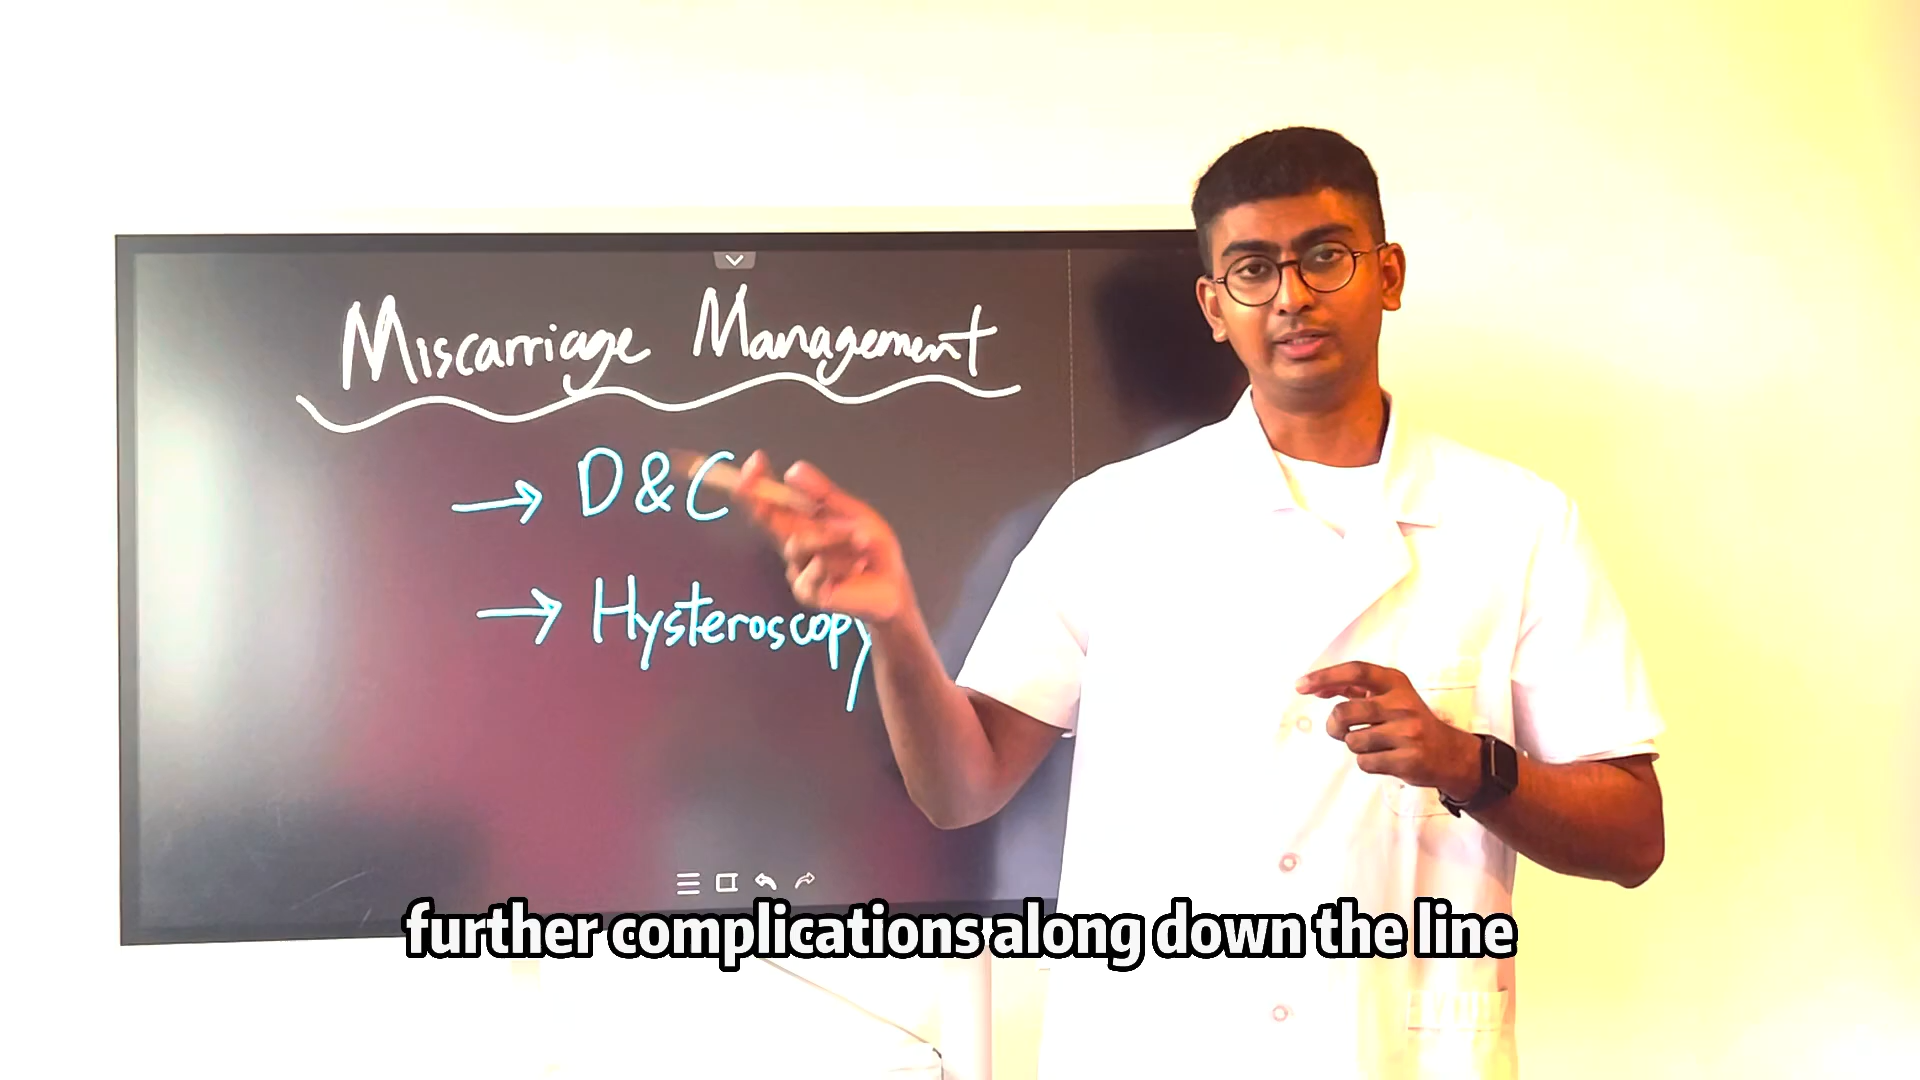 Miscarriage Management
→ D & C
→ Hysteroscopy
further complications along down the line